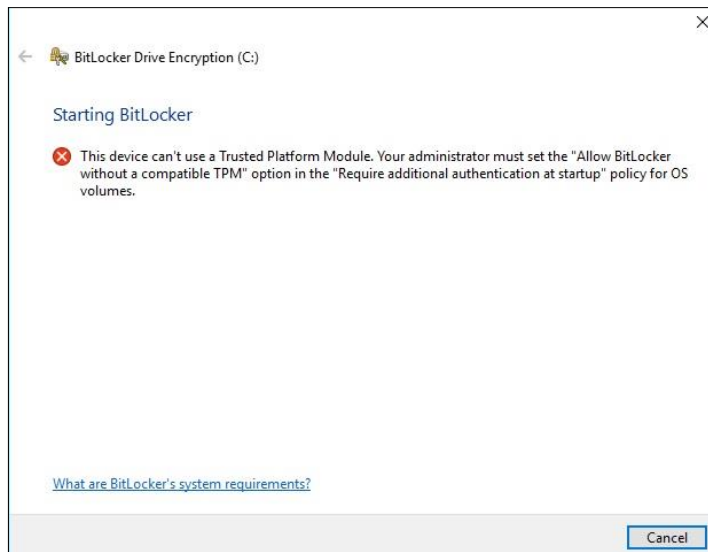 BitLocker Drive Encryption (C:)
Starting BitLocker
This device can't use a Trusted Platform Module. Your administrator must set the "Allow BitLocker
without a compatible TPM" option in the "Require additional authentication at startup" policy for OS
volumes.
What are BitLocker's system requirements?
Cancel